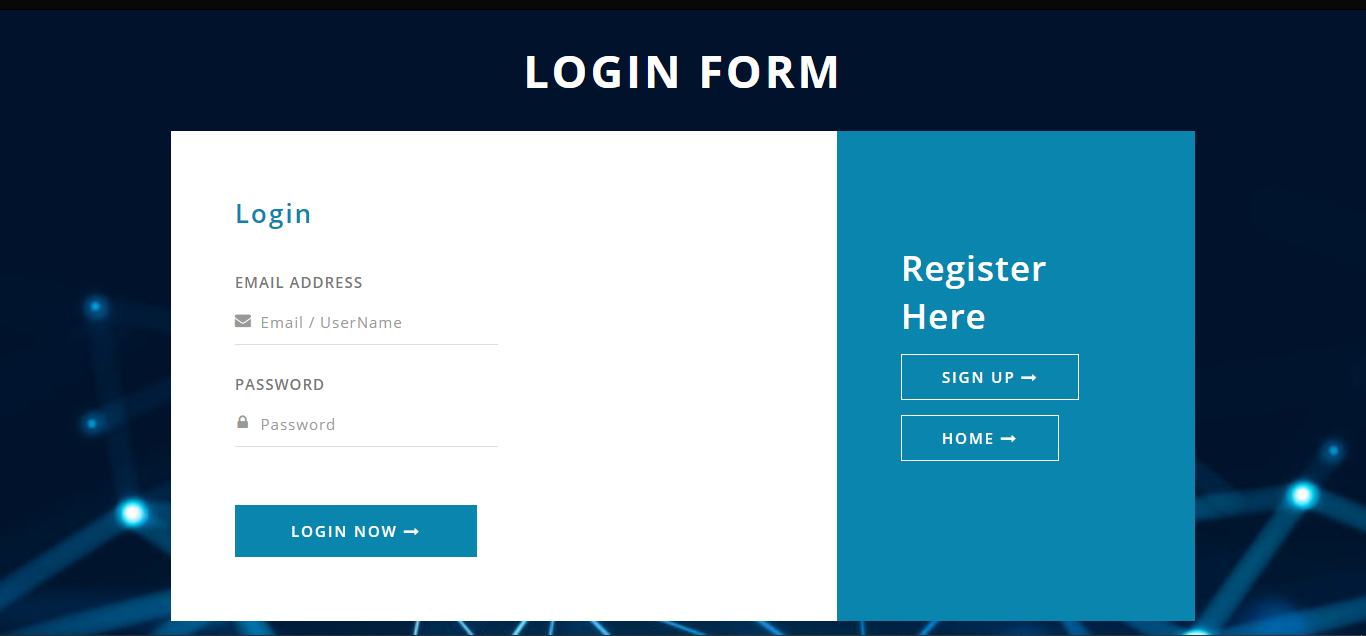 LOGIN FORM
Login
EMAIL ADDRESS
Email / UserName
PASSWORD
Password
LOGIN NOW
Register
Here
SIGN UP
HOME